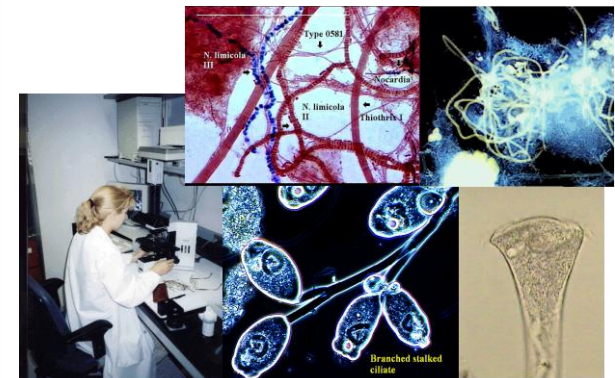 Type 0581
N. limicola
III
Nocardia
N. limicola
II
Thiothrix I
Branched stalked
ciliate